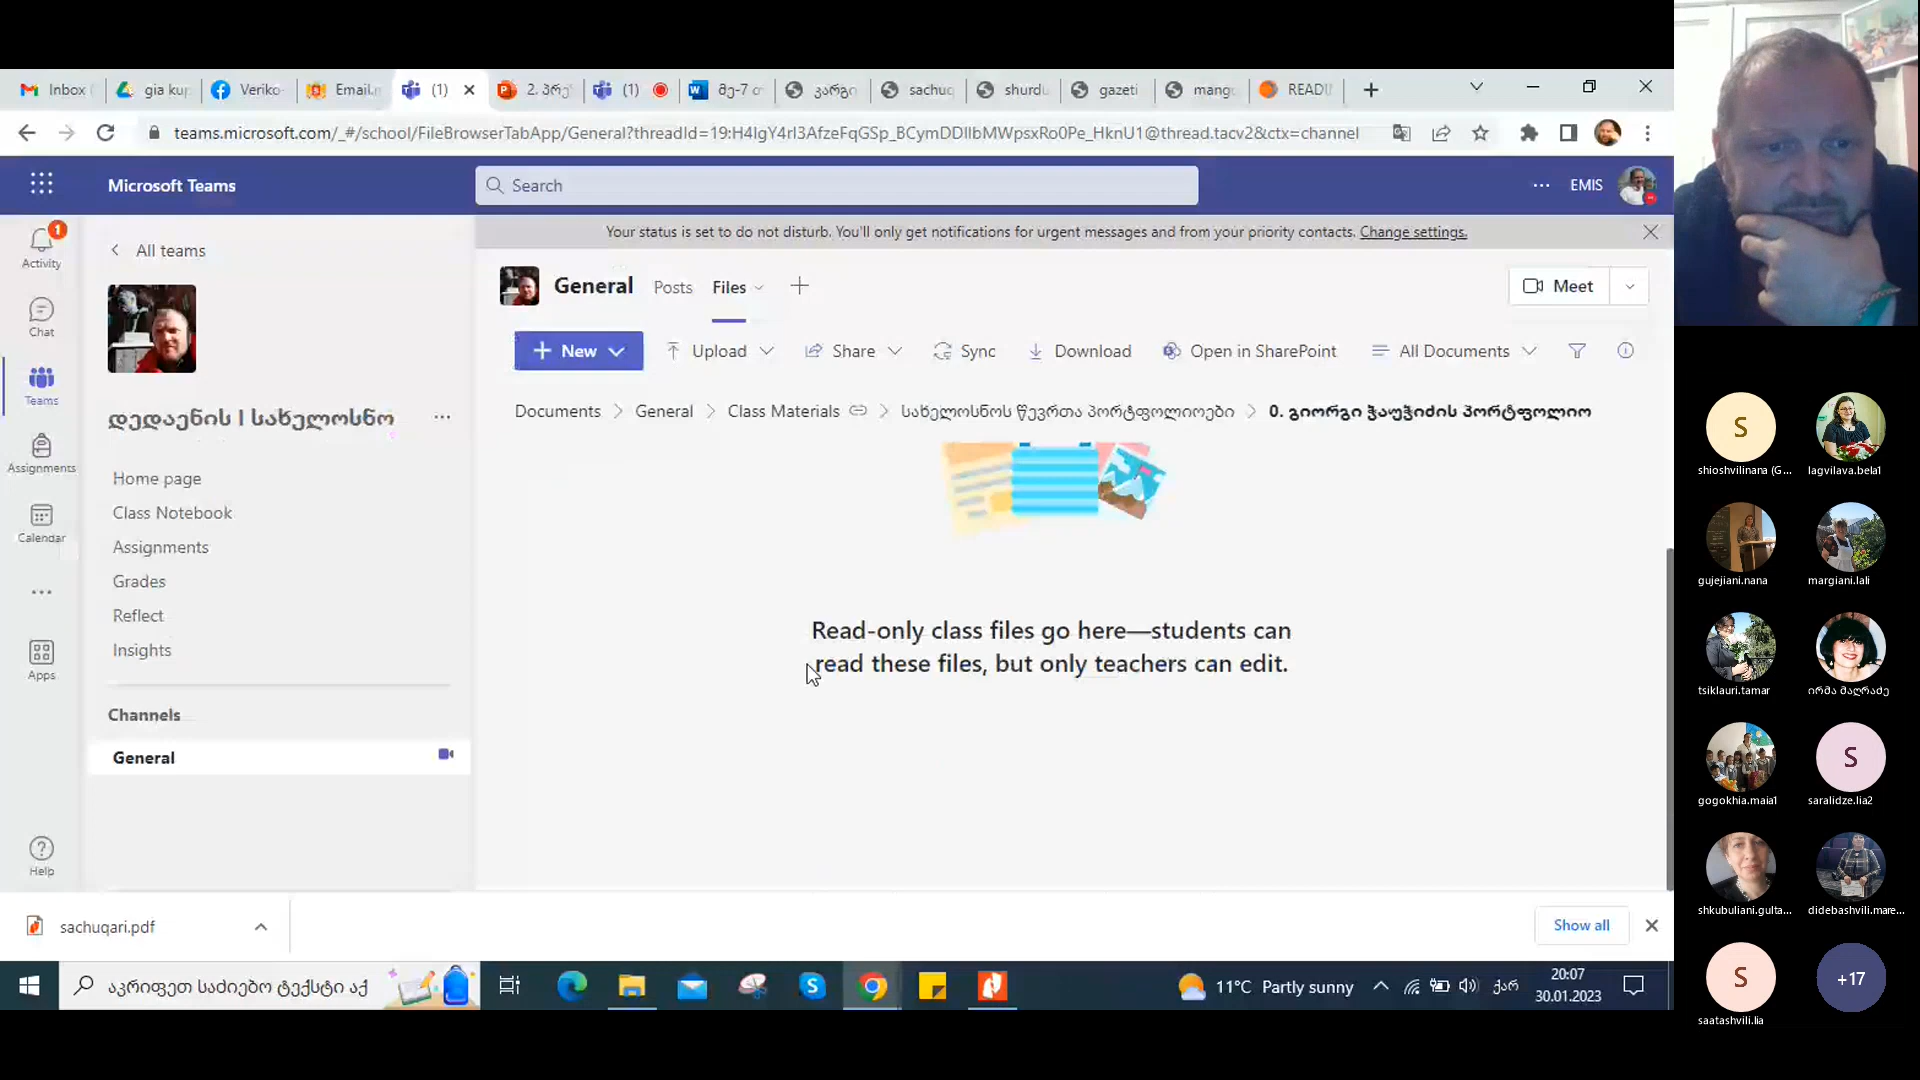 Inbox
gia kup
Veriko
Email.
(1)
2. პრე
(1)
მე-7
კარგი
sachuq
shurdu
gazeti
mang
READ
teams.microsoft.com/_#/school/FileBrowserTabApp/General?threadId=19:H4lgY4rl3AfzeFqGSp_BCymDDIlbMWpsxRo0Pe_HknU1@thread.tacv2&ctx=channel
Microsoft Teams
Search
EMIS
Activity
1
Chat
Teams
Assignments
Calendar
Apps
Help
All teams
დედაენის I სახელოსნო
Home page
Class Notebook
Assignments
Grades
Reflect
Insights
Channels
General
Your status is set to do not disturb. You'll only get notifications for urgent messages and from your priority contacts. Change settings.
General
Posts
Files
Meet
New
Upload
Share
Sync
Download
Open in SharePoint
All Documents
Documents > General > Class Materials > სახელოსნოს წევრთა პორტფოლიოები > 0. გიორგი ჭაუჭიძის პორტფოლიო
Read-only class files go here—students can
read these files, but only teachers can edit.
sachuqari.pdf
Show all
აკრიფეთ საძიებო ტექსტი აქ
11°C Partly sunny
ქარ
20:07
30.01.2023
S
shioshvilinana (G...
lagvilava.bela1
gujejiani.nana
margiani.lali
tsiklauri.tamar
ირმა მაღრაძე
gogokhia.maia1
S
saralidze.lia2
shkubuliani.gulta...
didebashvili.mare...
S
saatashvili.lia
+17